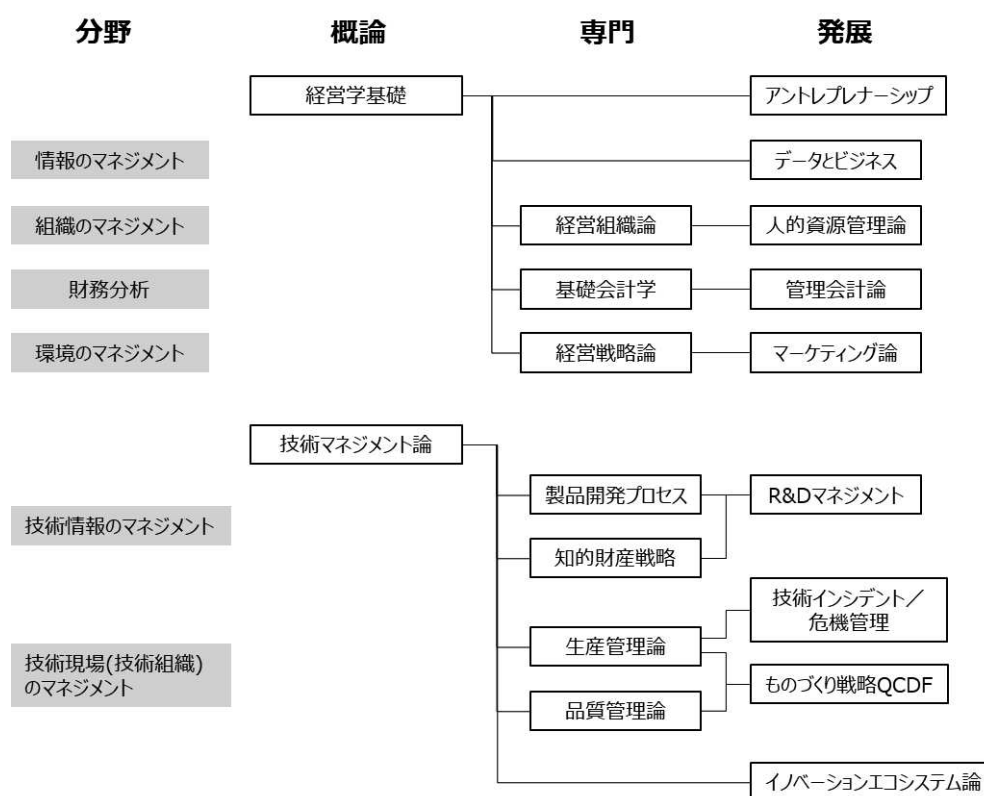 分野 概論 専門 発展
経営学基礎 アントレプレナーシップ
情報のマネジメント データとビジネス
組織のマネジメント 経営組織論 人的資源管理論
財務分析 基礎会計学 管理会計論
環境のマネジメント 経営戦略論 マーケティング論
技術マネジメント論
製品開発プロセス R&Dマネジメント
技術情報のマネジメント
知的財産戦略
技術インシデント／
危機管理
生産管理論
技術現場(技術組織)
のマネジメント
ものづくり戦略QCDF
品質管理論
イノベーションエコシステム論